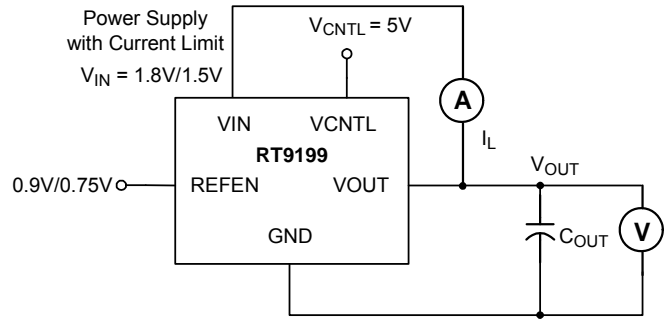 Power Supply
with Current Limit
V_IN = 1.8V/1.5V
V_CNTL = 5V
A
I_L
VIN VCNTL
RT9199
0.9V/0.75V
REFEN VOUT
V_OUT
GND
C_OUT
V